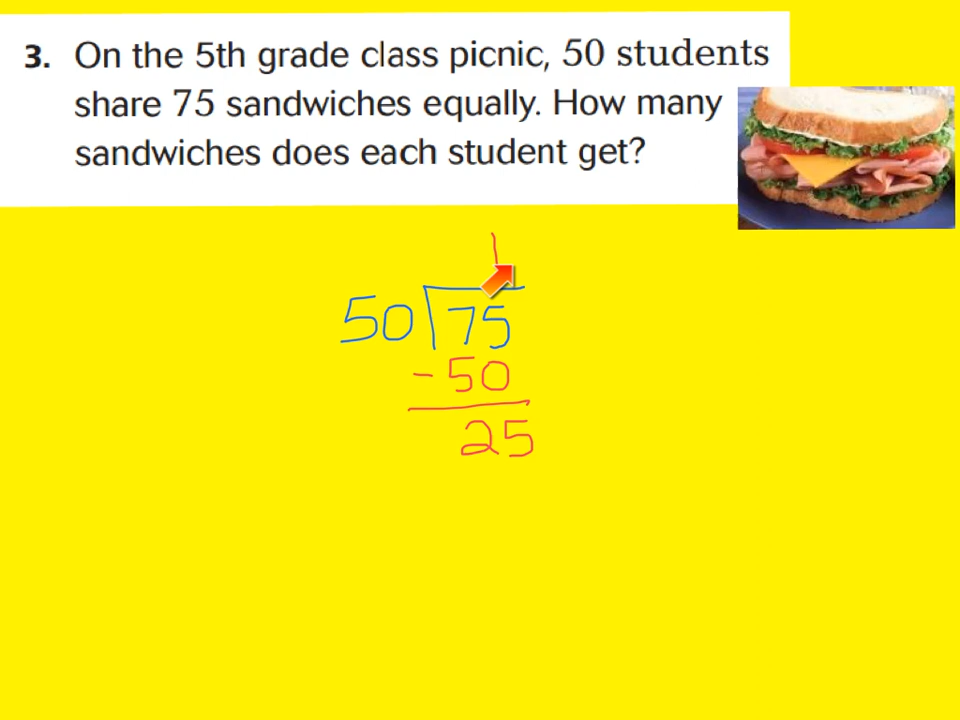 3. On the 5th grade class picnic, 50 students
share 75 sandwiches equally. How many
sandwiches does each student get?
1
50 75
- 50
25